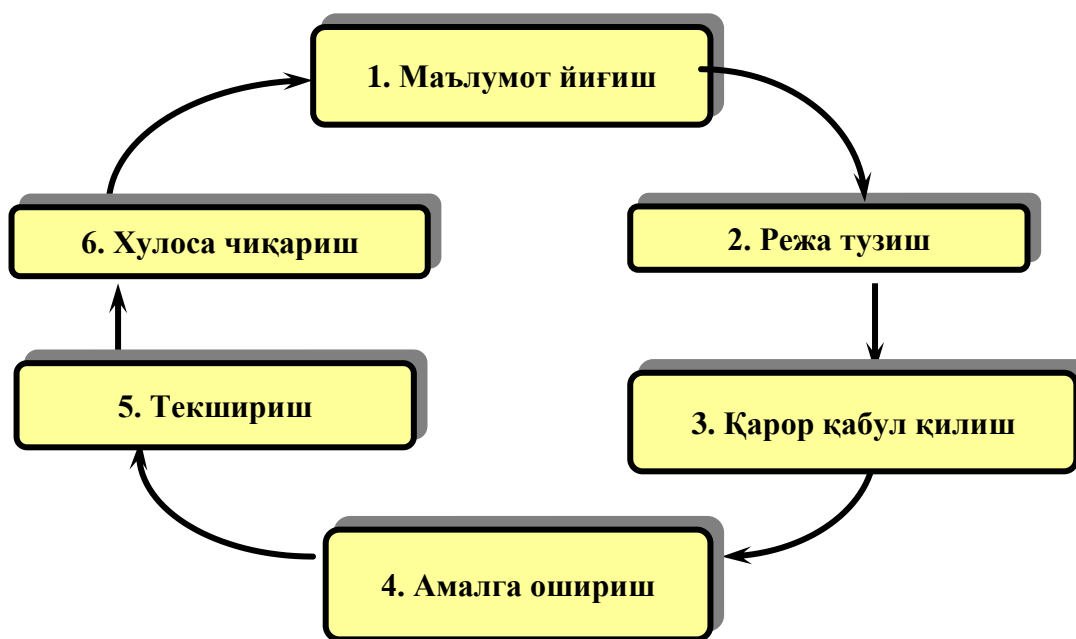 1. Маълумот йиғиш
2. Режа тузиш
3. Қарор қабул қилиш
4. Амалга ошириш
5. Текшириш
6. Хулоса чиқариш